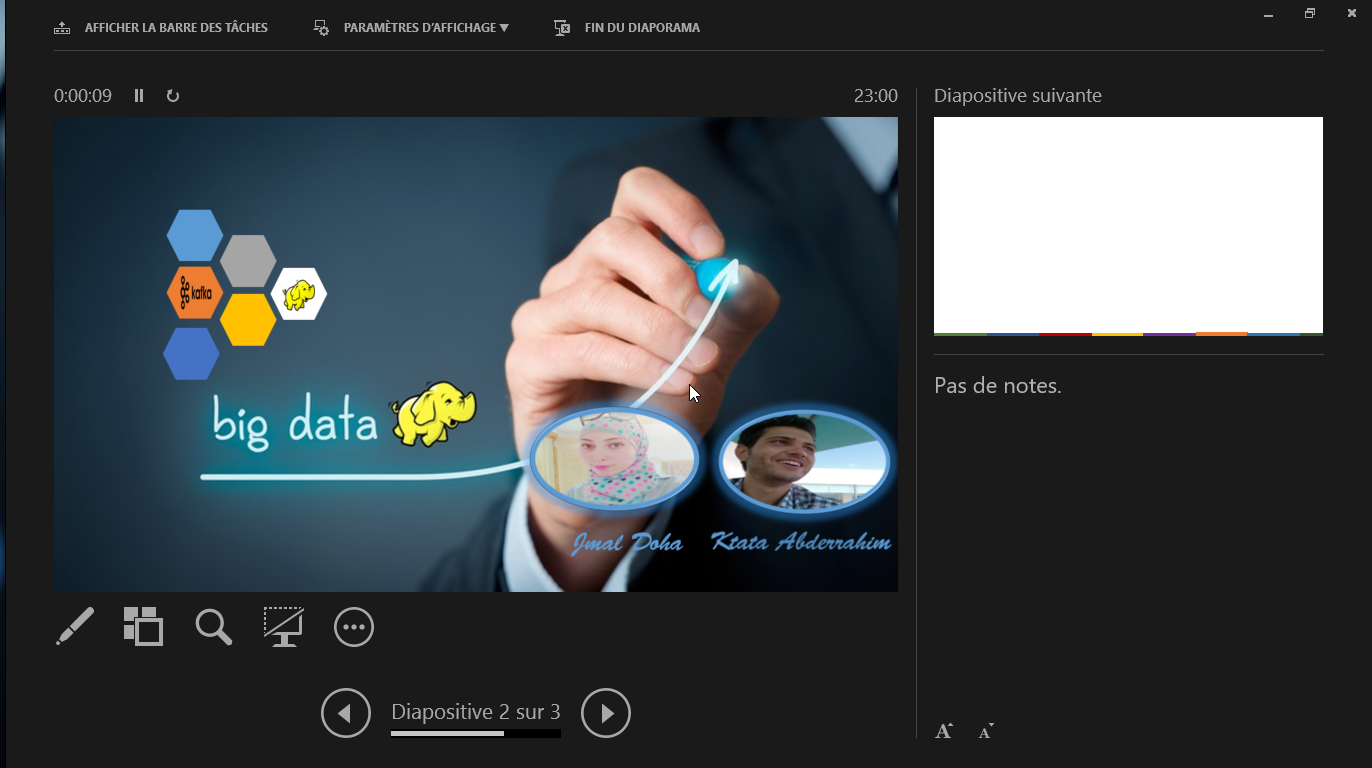 AFFICHER LA BARRE DES TÂCHES
PARAMÈTRES D'AFFICHAGE ▼
FIN DU DIAPORAMA
0:00:09
23:00
Diapositive suivante
kafka
big data
Jmal Doha
Ktata Abderrahim
Pas de notes.
Diapositive 2 sur 3
A
A